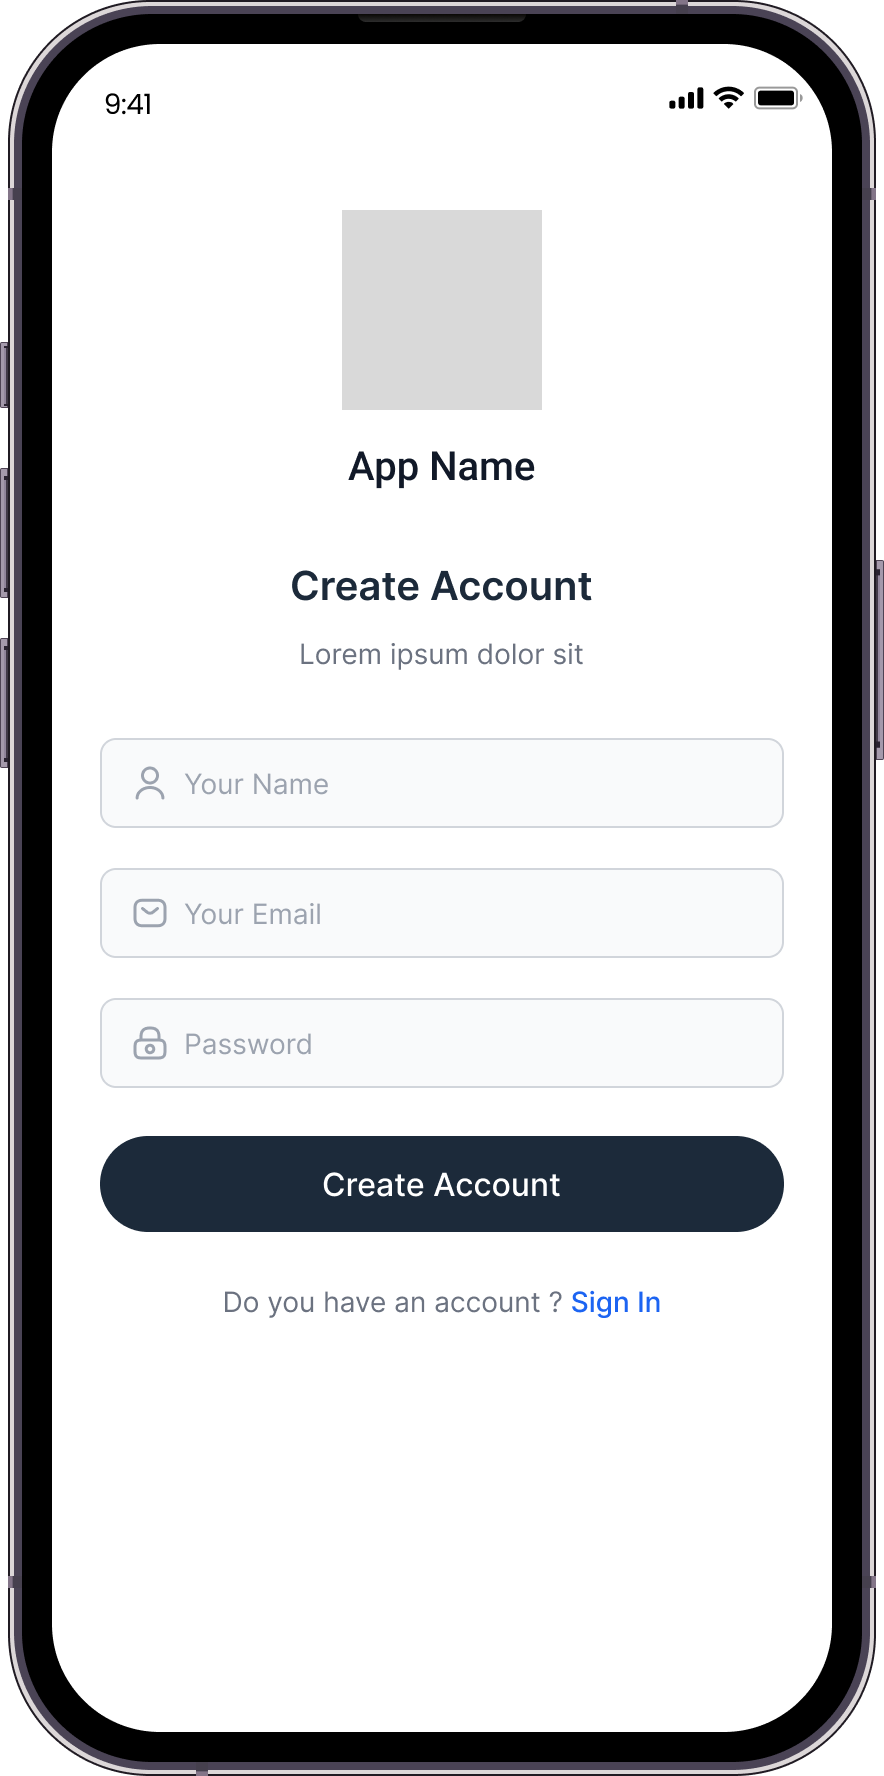 9:41
App Name
Create Account
Lorem ipsum dolor sit
Your Name
Your Email
Password
Create Account
Do you have an account ? Sign In